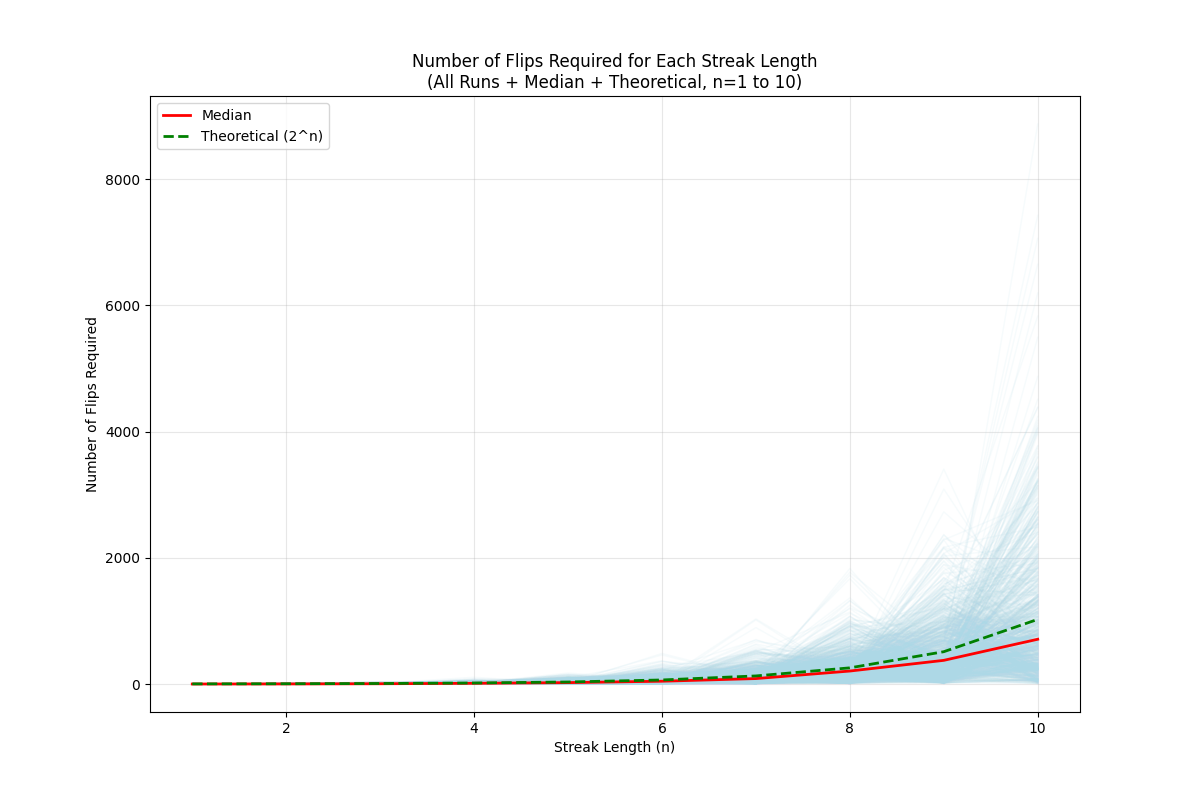 Number of Flips Required for Each Streak Length
(All Runs + Median + Theoretical, n=1 to 10)
Median
Theoretical (2^n)
8000
6000
4000
2000
0
Number of Flips Required
2
4
6
8
10
Streak Length (n)